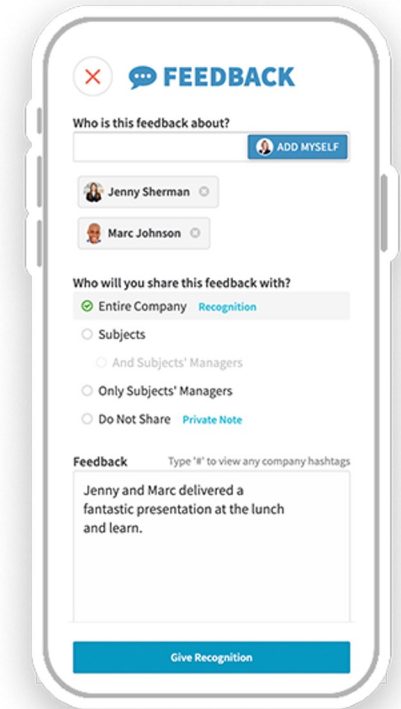 FEEDBACK
Who is this feedback about?
ADD MYSELF
Jenny Sherman
Marc Johnson
Who will you share this feedback with?
Entire Company Recognition
Subjects
And Subjects' Managers
Only Subjects' Managers
Do Not Share Private Note
Feedback Type '#' to view any company hashtags
Jenny and Marc delivered a
fantastic presentation at the lunch
and learn.
Give Recognition